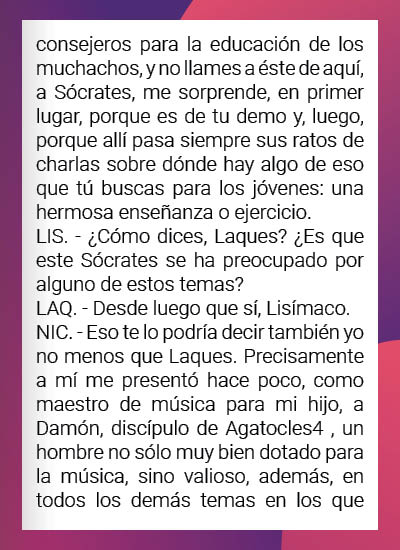 consejeros para la educación de los
muchachos, y no llames a éste de aquí,
a Sócrates, me sorprende, en primer
lugar, porque es de tu demo y, luego,
porque allí pasa siempre sus ratos de
charlas sobre dónde hay algo de eso
que tú buscas para los jóvenes: una
hermosa enseñanza o ejercicio.
LIS. - ¿Cómo dices, Laques? ¿Es que
este Sócrates se ha preocupado por
alguno de estos temas?
LAQ. - Desde luego que sí, Lisímaco.
NIC. - Eso te lo podría decir también yo
no menos que Laques. Precisamente
a mí me presentó hace poco, como
maestro de música para mi hijo, a
Damón, discípulo de Agatocles4 , un
hombre no sólo muy bien dotado para
la música, sino valioso, además, en
todos los demás temas en los que